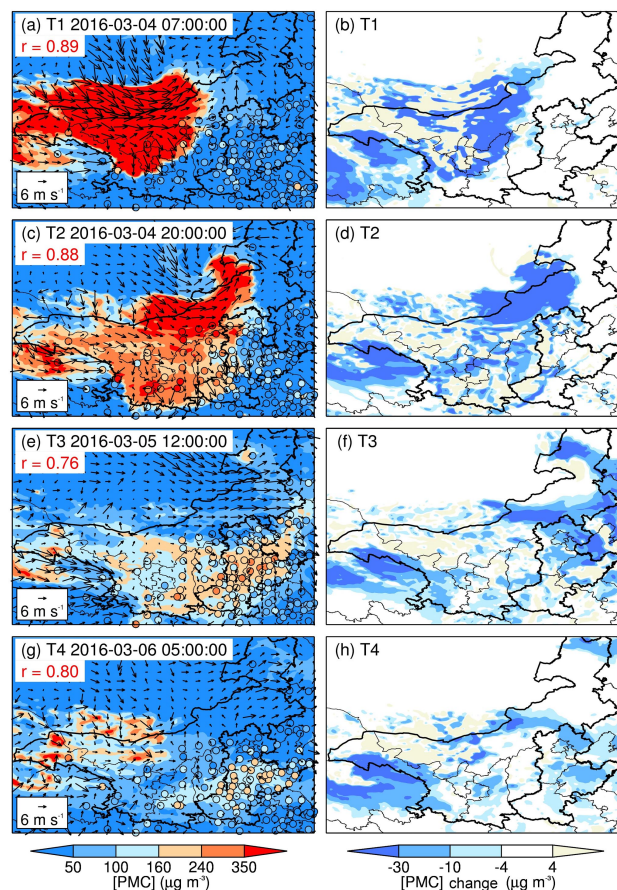 (a) T1 2016-03-04 07:00:00
r = 0.89
6 m s⁻¹
(b) T1
(c) T2 2016-03-04 20:00:00
r = 0.88
6 m s⁻¹
(d) T2
(e) T3 2016-03-05 12:00:00
r = 0.76
6 m s⁻¹
(f) T3
(g) T4 2016-03-06 05:00:00
r = 0.80
6 m s⁻¹
(h) T4
50 100 160 240 350
[PMC] (µg m⁻³)
-30 -10 -4 4
[PMC] change (µg m⁻³)